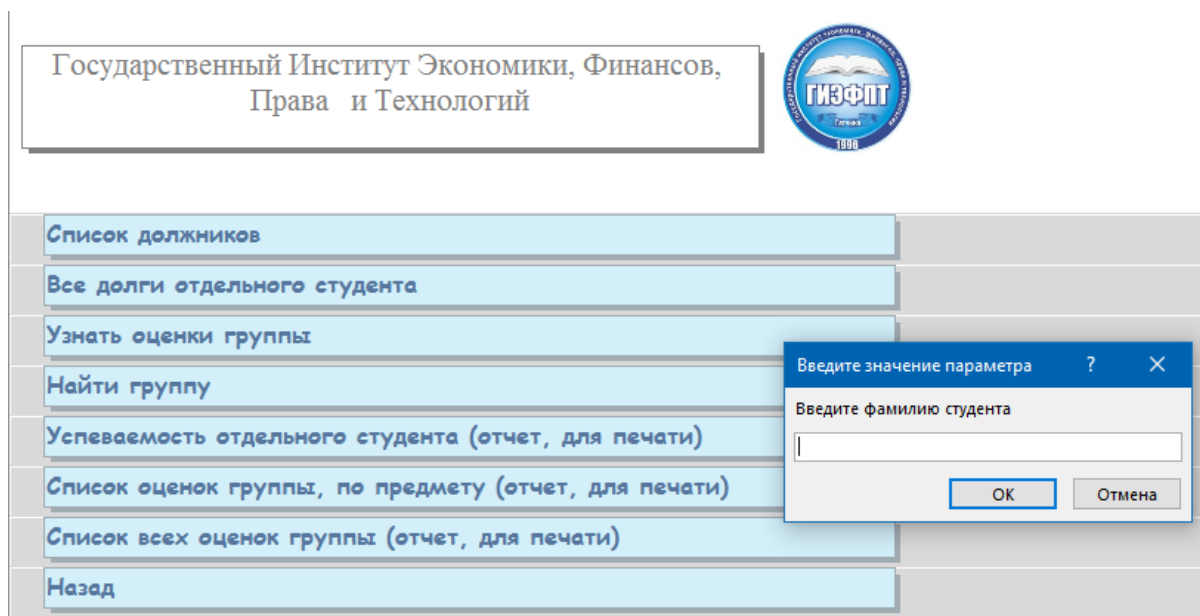 Государственный Институт Экономики, Финансов,
Права и Технологий
ГИЭФПТ
Гатчина
1998
Список должников
Все долги отдельного студента
Узнать оценки группы
Найти группу
Успеваемость отдельного студента (отчет, для печати)
Список оценок группы, по предмету (отчет, для печати)
Список всех оценок группы (отчет, для печати)
Назад
Введите значение параметра ? ×
Введите фамилию студента
ОК Отмена